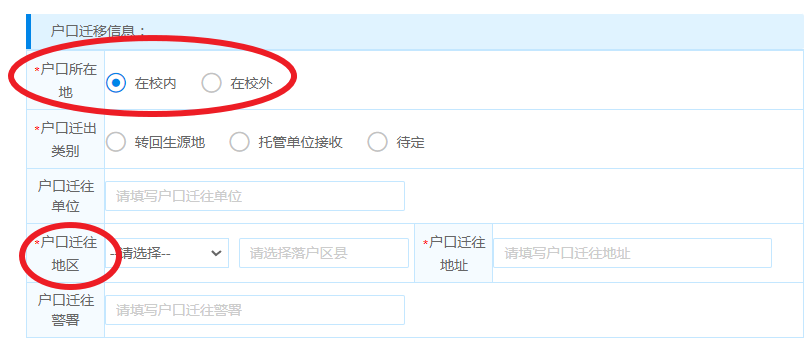 户口迁移信息：
*户口所在地 在校内 在校外
*户口迁出类别 转回生源地 托管单位接收 待定
户口迁往单位 请填写户口迁往单位
*户口迁往地区 --请选择-- 请选择落户区县 *户口迁往地址 请填写户口迁往地址
户口迁往警署 请填写户口迁往警署